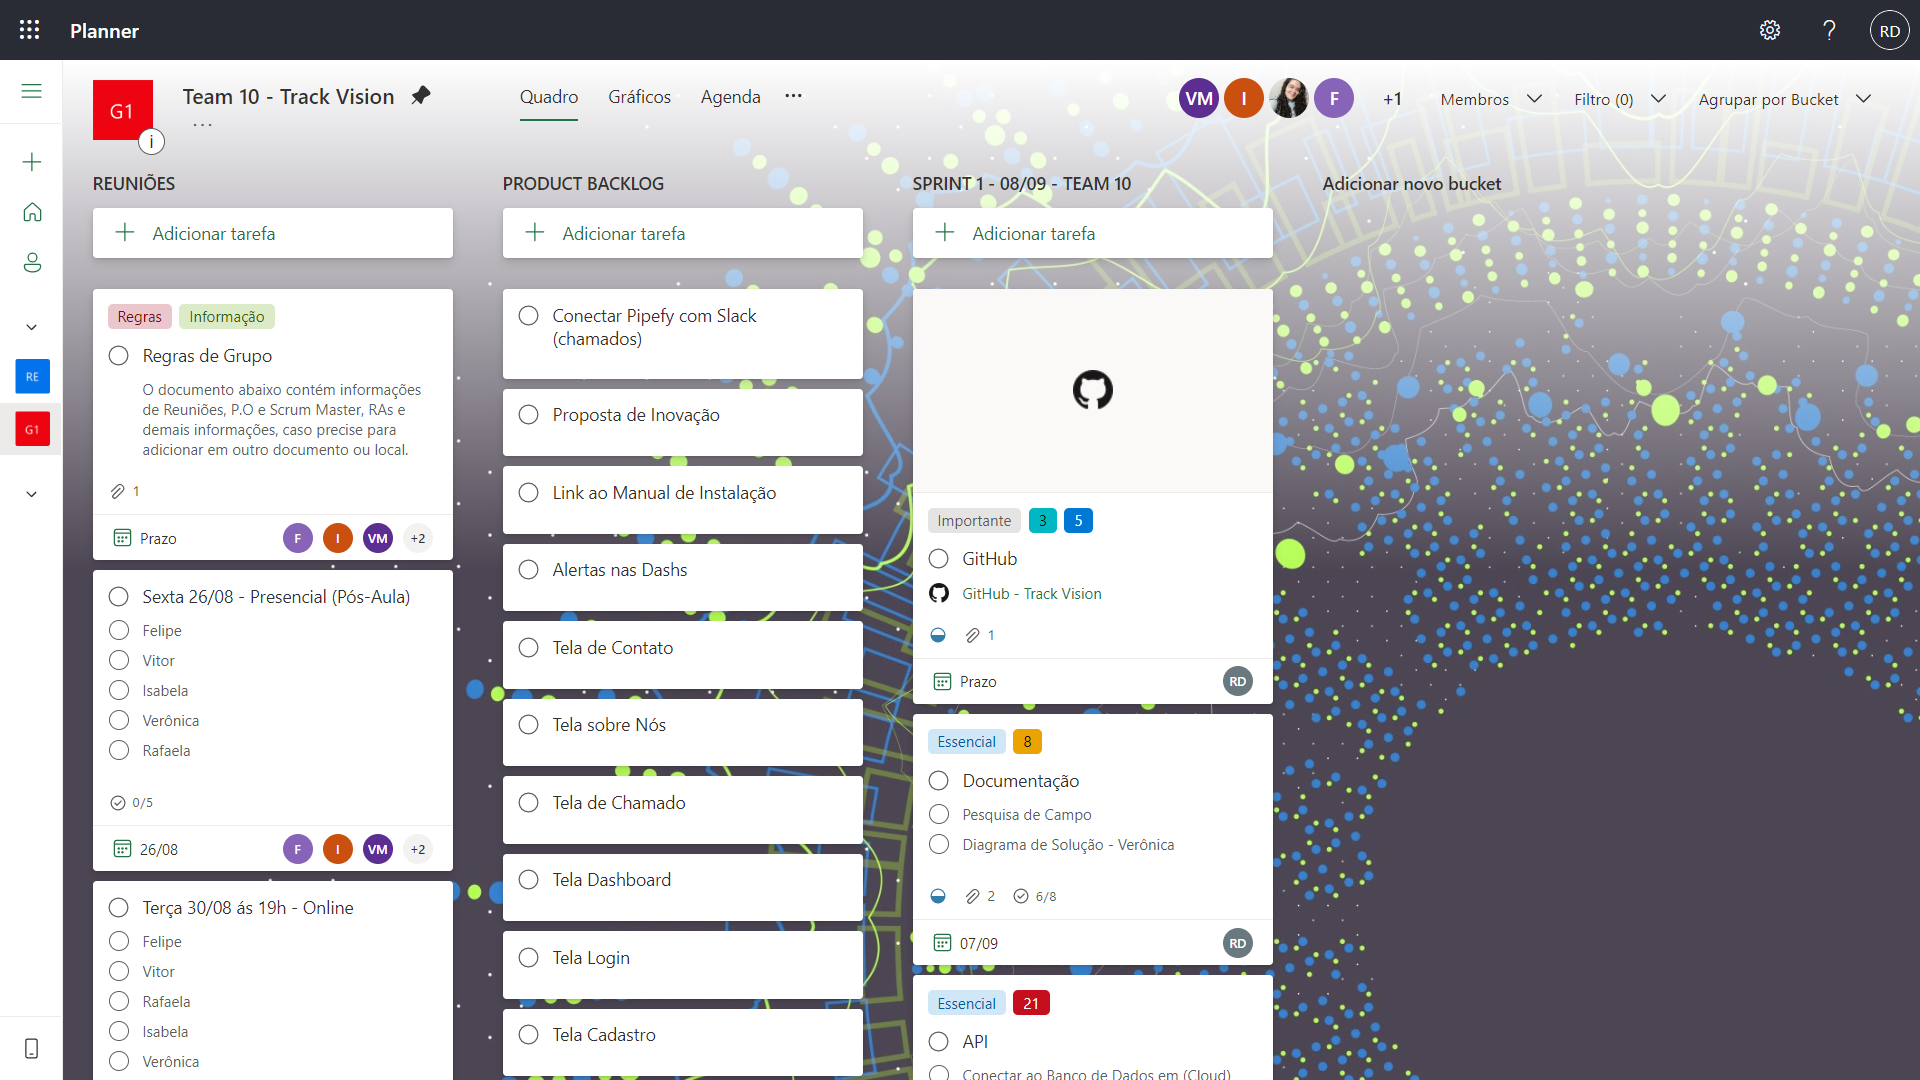 Planner
RD
G1
i
Team 10 - Track Vision
...
Quadro
Gráficos
Agenda
...
VM
I
F
+1
Membros
Filtro (0)
Agrupar por Bucket
RE
G1
REUNIÕES
Adicionar tarefa
Regras
Informação
Regras de Grupo
O documento abaixo contém informações
de Reuniões, P.O e Scrum Master, RAs e
demais informações, caso precise para
adicionar em outro documento ou local.
1
Prazo
F
I
VM
+2
Sexta 26/08 - Presencial (Pós-Aula)
Felipe
Vitor
Isabela
Verônica
Rafaela
0/5
26/08
F
I
VM
+2
Terça 30/08 ás 19h - Online
Felipe
Vitor
Rafaela
Isabela
Verônica
PRODUCT BACKLOG
Adicionar tarefa
Conectar Pipefy com Slack
(chamados)
Proposta de Inovação
Link ao Manual de Instalação
Alertas nas Dashs
Tela de Contato
Tela sobre Nós
Tela de Chamado
Tela Dashboard
Tela Login
Tela Cadastro
SPRINT 1 - 08/09 - TEAM 10
Adicionar tarefa
Importante
3
5
GitHub
GitHub - Track Vision
1
Prazo
RD
Essencial
8
Documentação
Pesquisa de Campo
Diagrama de Solução - Verônica
2
6/8
07/09
RD
Essencial
21
API
Conectar ao Banco de Dados em (Cloud)
Adicionar novo bucket